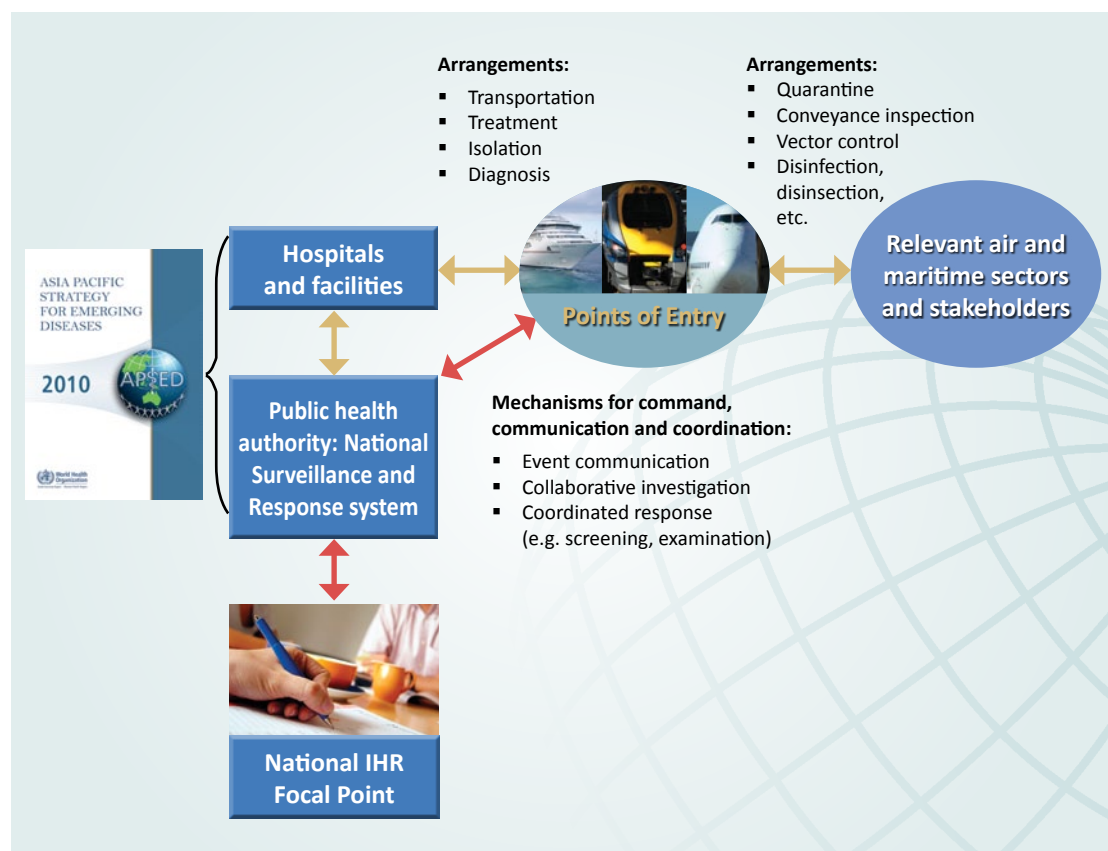 Arrangements:
▪ Transportation
▪ Treatment
▪ Isolation
▪ Diagnosis
Arrangements:
▪ Quarantine
▪ Conveyance inspection
▪ Vector control
▪ Disinfection,
disinsection,
etc.
ASIA PACIFIC
STRATEGY
FOR EMERGING
DISEASES
2010
APSED
World Health
Organization
Hospitals
and facilities
Points of Entry
Relevant air and
maritime sectors
and stakeholders
Public health
authority: National
Surveillance and
Response system
Mechanisms for command,
communication and coordination:
▪ Event communication
▪ Collaborative investigation
▪ Coordinated response
(e.g. screening, examination)
National IHR
Focal Point